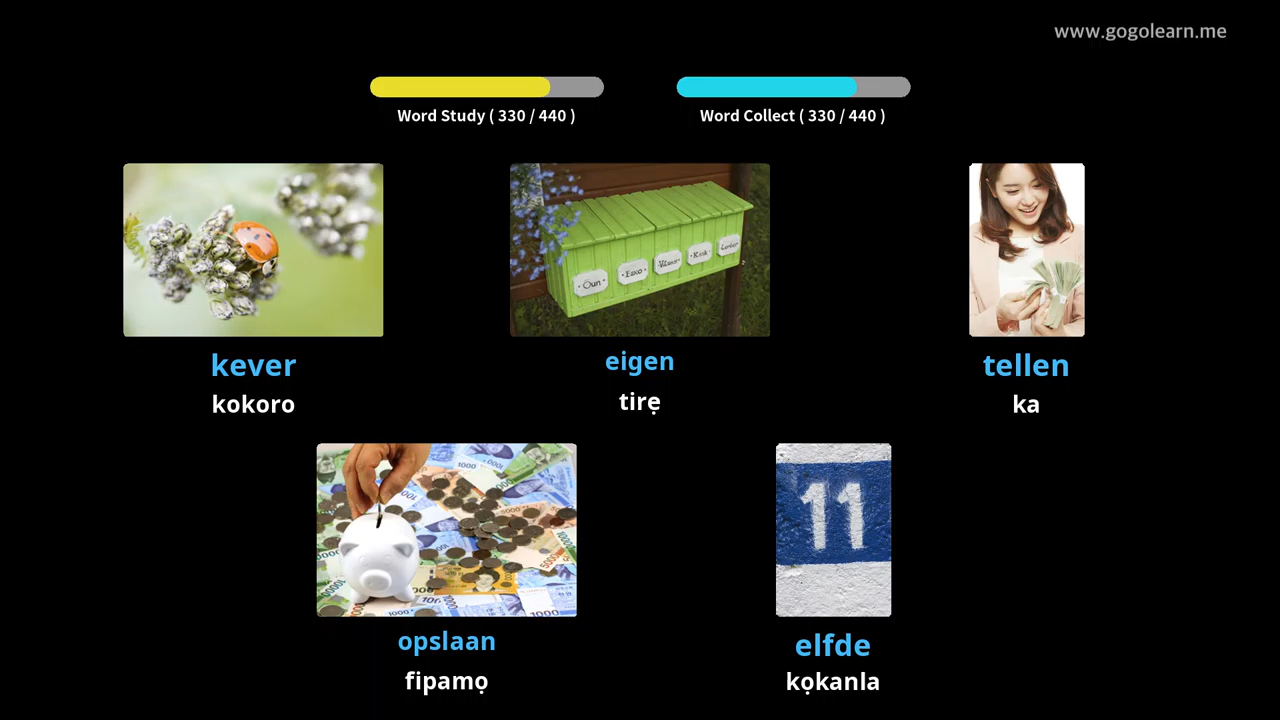 www.gogolearn.me
Word Study ( 330 / 440 )
Word Collect ( 330 / 440 )
kever
kokoro
eigen
tirẹ
tellen
ka
opslaan
fipamọ
elfde
kọkanla
11